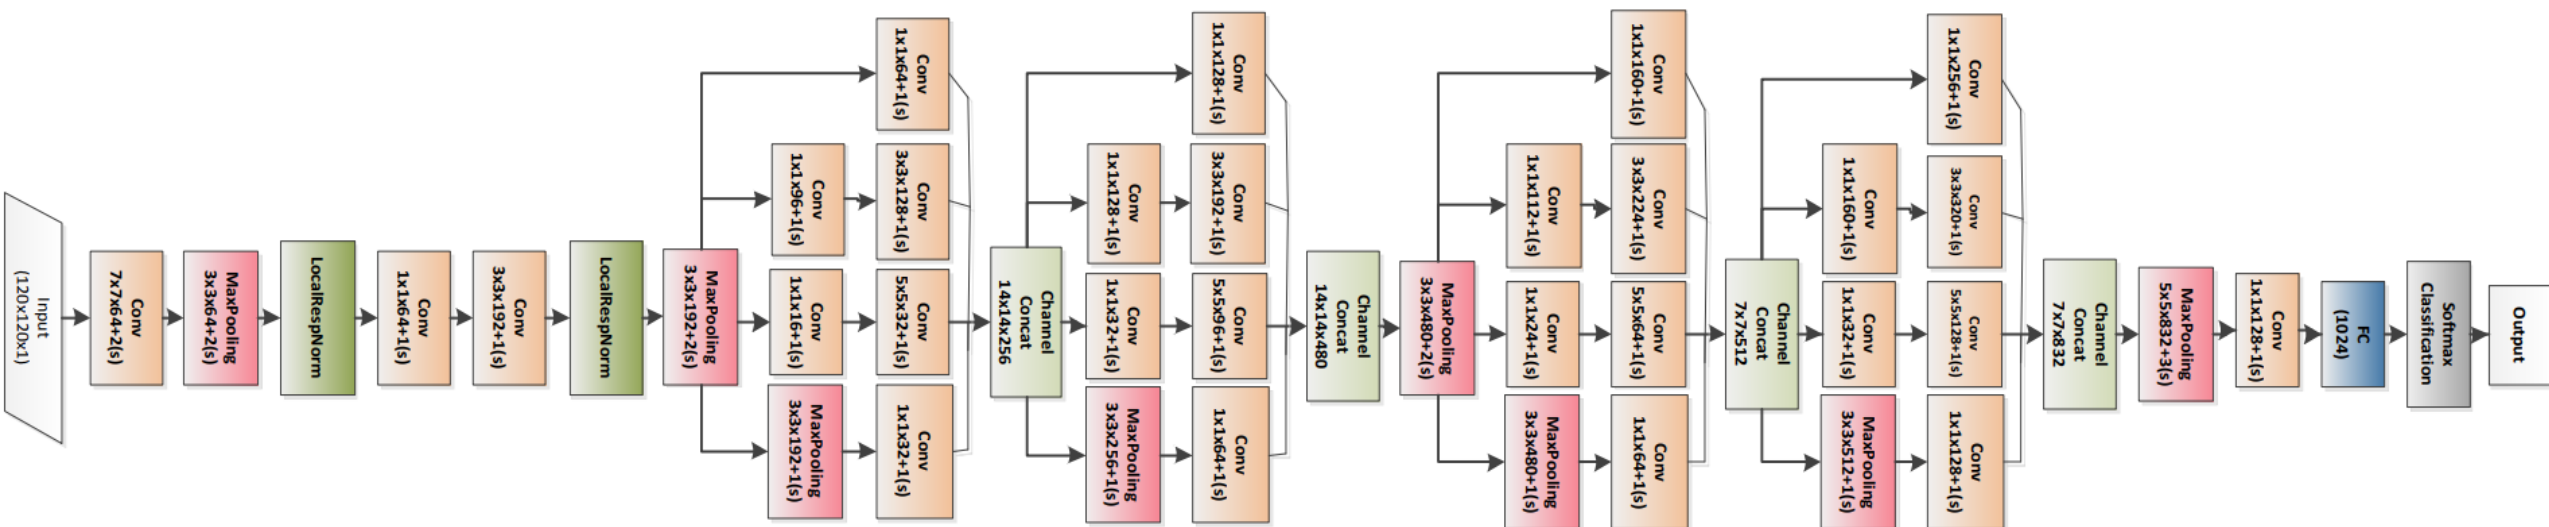 Input
(120x120x1)
Conv
7x7x64+2(s)
MaxPooling
3x3x64+2(s)
LocalRespNorm
Conv
1x1x64+1(s)
Conv
3x3x192+1(s)
LocalRespNorm
MaxPooling
3x3x192+2(s)
Conv
1x1x64+1(s)
Conv
1x1x96+1(s)
Conv
3x3x128+1(s)
Conv
1x1x16+1(s)
Conv
5x5x32+1(s)
MaxPooling
3x3x192+1(s)
Conv
1x1x32+1(s)
Channel
Concat
14x14x256
Conv
1x1x128+1(s)
Conv
1x1x128+1(s)
Conv
3x3x192+1(s)
Conv
1x1x32+1(s)
Conv
5x5x96+1(s)
MaxPooling
3x3x256+1(s)
Conv
1x1x64+1(s)
Channel
Concat
14x14x480
MaxPooling
3x3x480+2(s)
Conv
1x1x160+1(s)
Conv
1x1x112+1(s)
Conv
3x3x224+1(s)
Conv
1x1x24+1(s)
Conv
5x5x64+1(s)
MaxPooling
3x3x480+1(s)
Conv
1x1x64+1(s)
Channel
Concat
7x7x512
Conv
1x1x256+1(s)
Conv
1x1x160+1(s)
Conv
3x3x320+1(s)
Conv
1x1x32+1(s)
Conv
5x5x128+1(s)
MaxPooling
3x3x512+1(s)
Conv
1x1x128+1(s)
Channel
Concat
7x7x832
MaxPooling
5x5x832+3(s)
Conv
1x1x128+1(s)
FC
(1024)
Softmax
Classification
Output